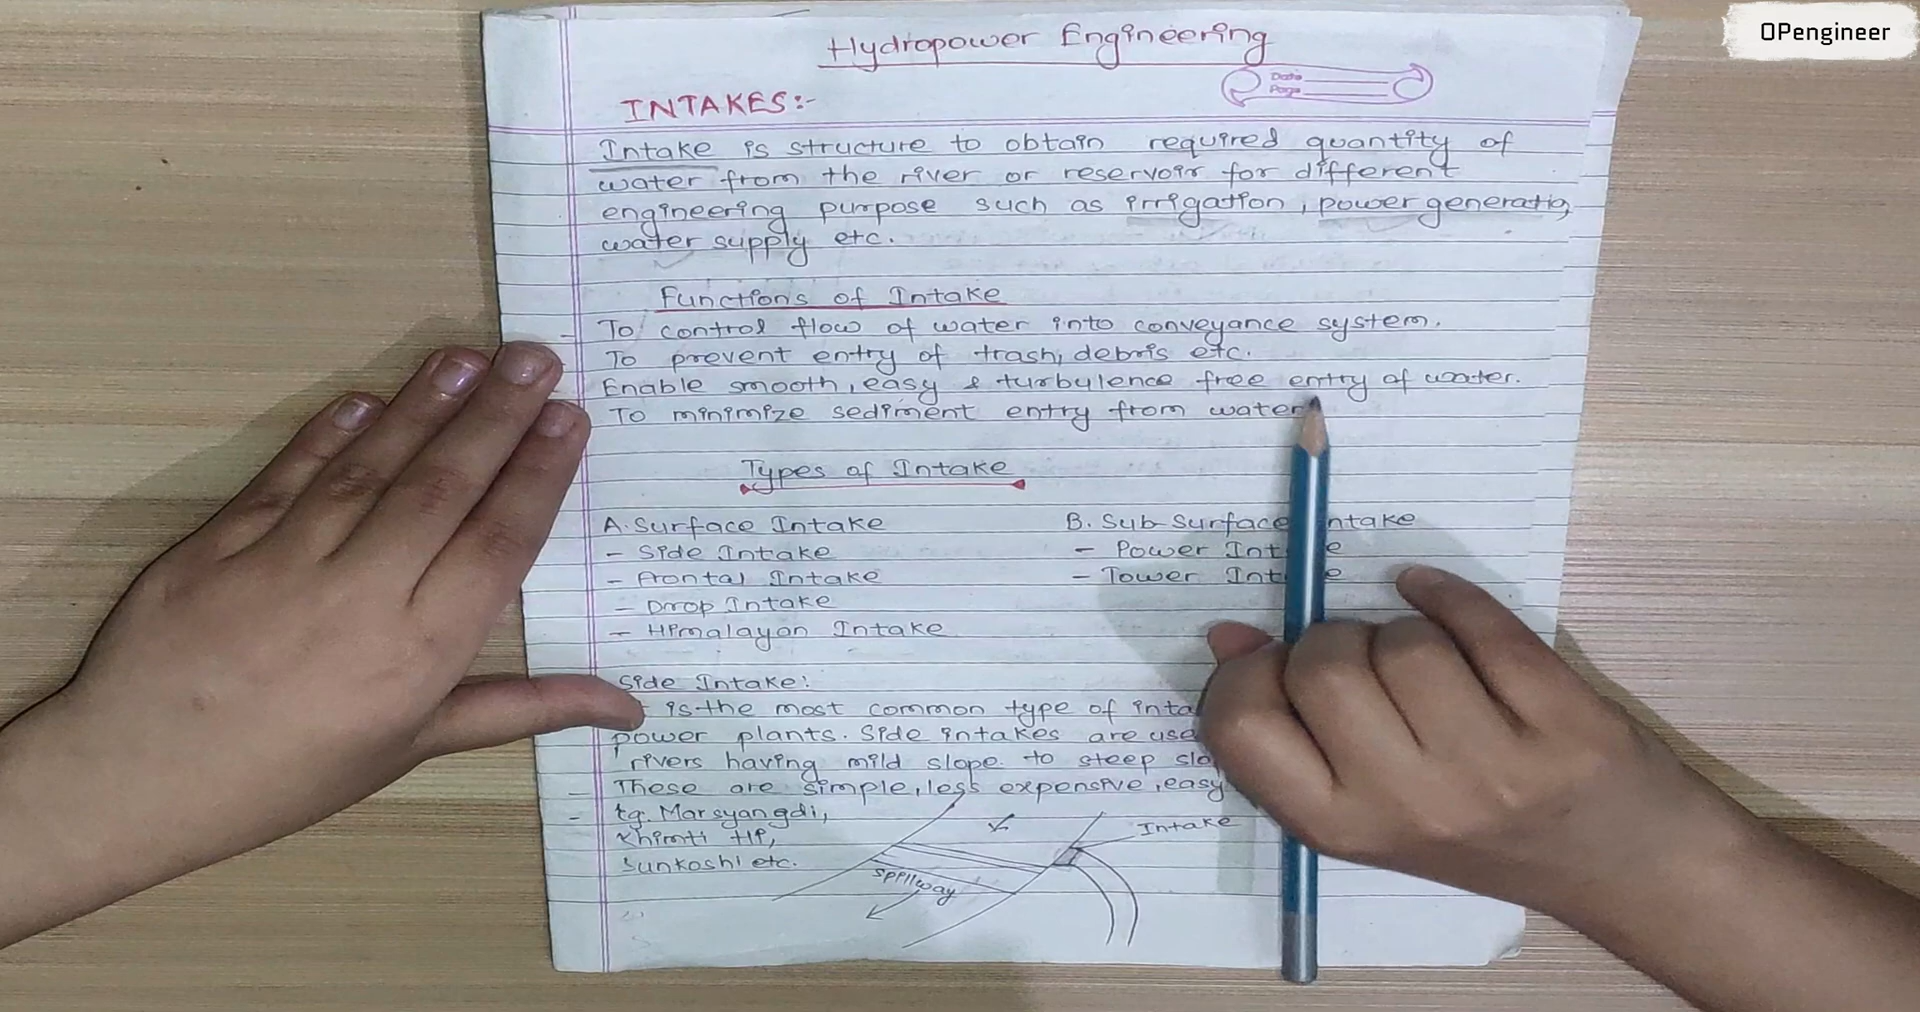 OPengineer
Hydropower Engineering
Date
Page
INTAKES:-
Intake is structure to obtain required quantity of
water from the river or reservoir for different
engineering purpose such as irrigation, power generatio
water supply etc.
Functions of Intake
- To control flow of water into conveyance system.
To prevent entry of trash, debris etc.
Enable smooth, easy & turbulence free entry of water.
To minimize sediment entry from water
Types of Intake
A. Surface Intake
- Side Intake
- Frontal Intake
- Drop Intake
- Himalayan Intake
B. Sub Surface ntake
- Power Int e
- Tower Int e
Side Intake:
is the most common type of inta
power plants. Side intakes are use
rivers having mild slope. to steep slo
- These are simple, less expensive, easy
- Eg. Marsyangdi,
Khimti HP,
Sunkoshi etc.
Intake
Spillway